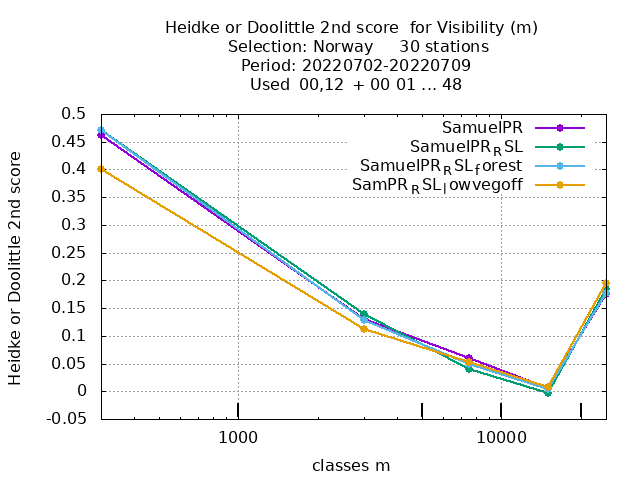 Heidke or Doolittle 2nd score  for Visibility (m)
Selection: Norway     30 stations
Period: 20220702-20220709
Used  00,12  + 00 01 ... 48
Heidke or Doolittle 2nd score
0.5
0.45
0.4
0.35
0.3
0.25
0.2
0.15
0.1
0.05
0
-0.05
SamuelPR
SamuelPR_RSL
SamuelPR_RSL_forest
SamPR_RSL_lowvegoff
1000
10000
classes m